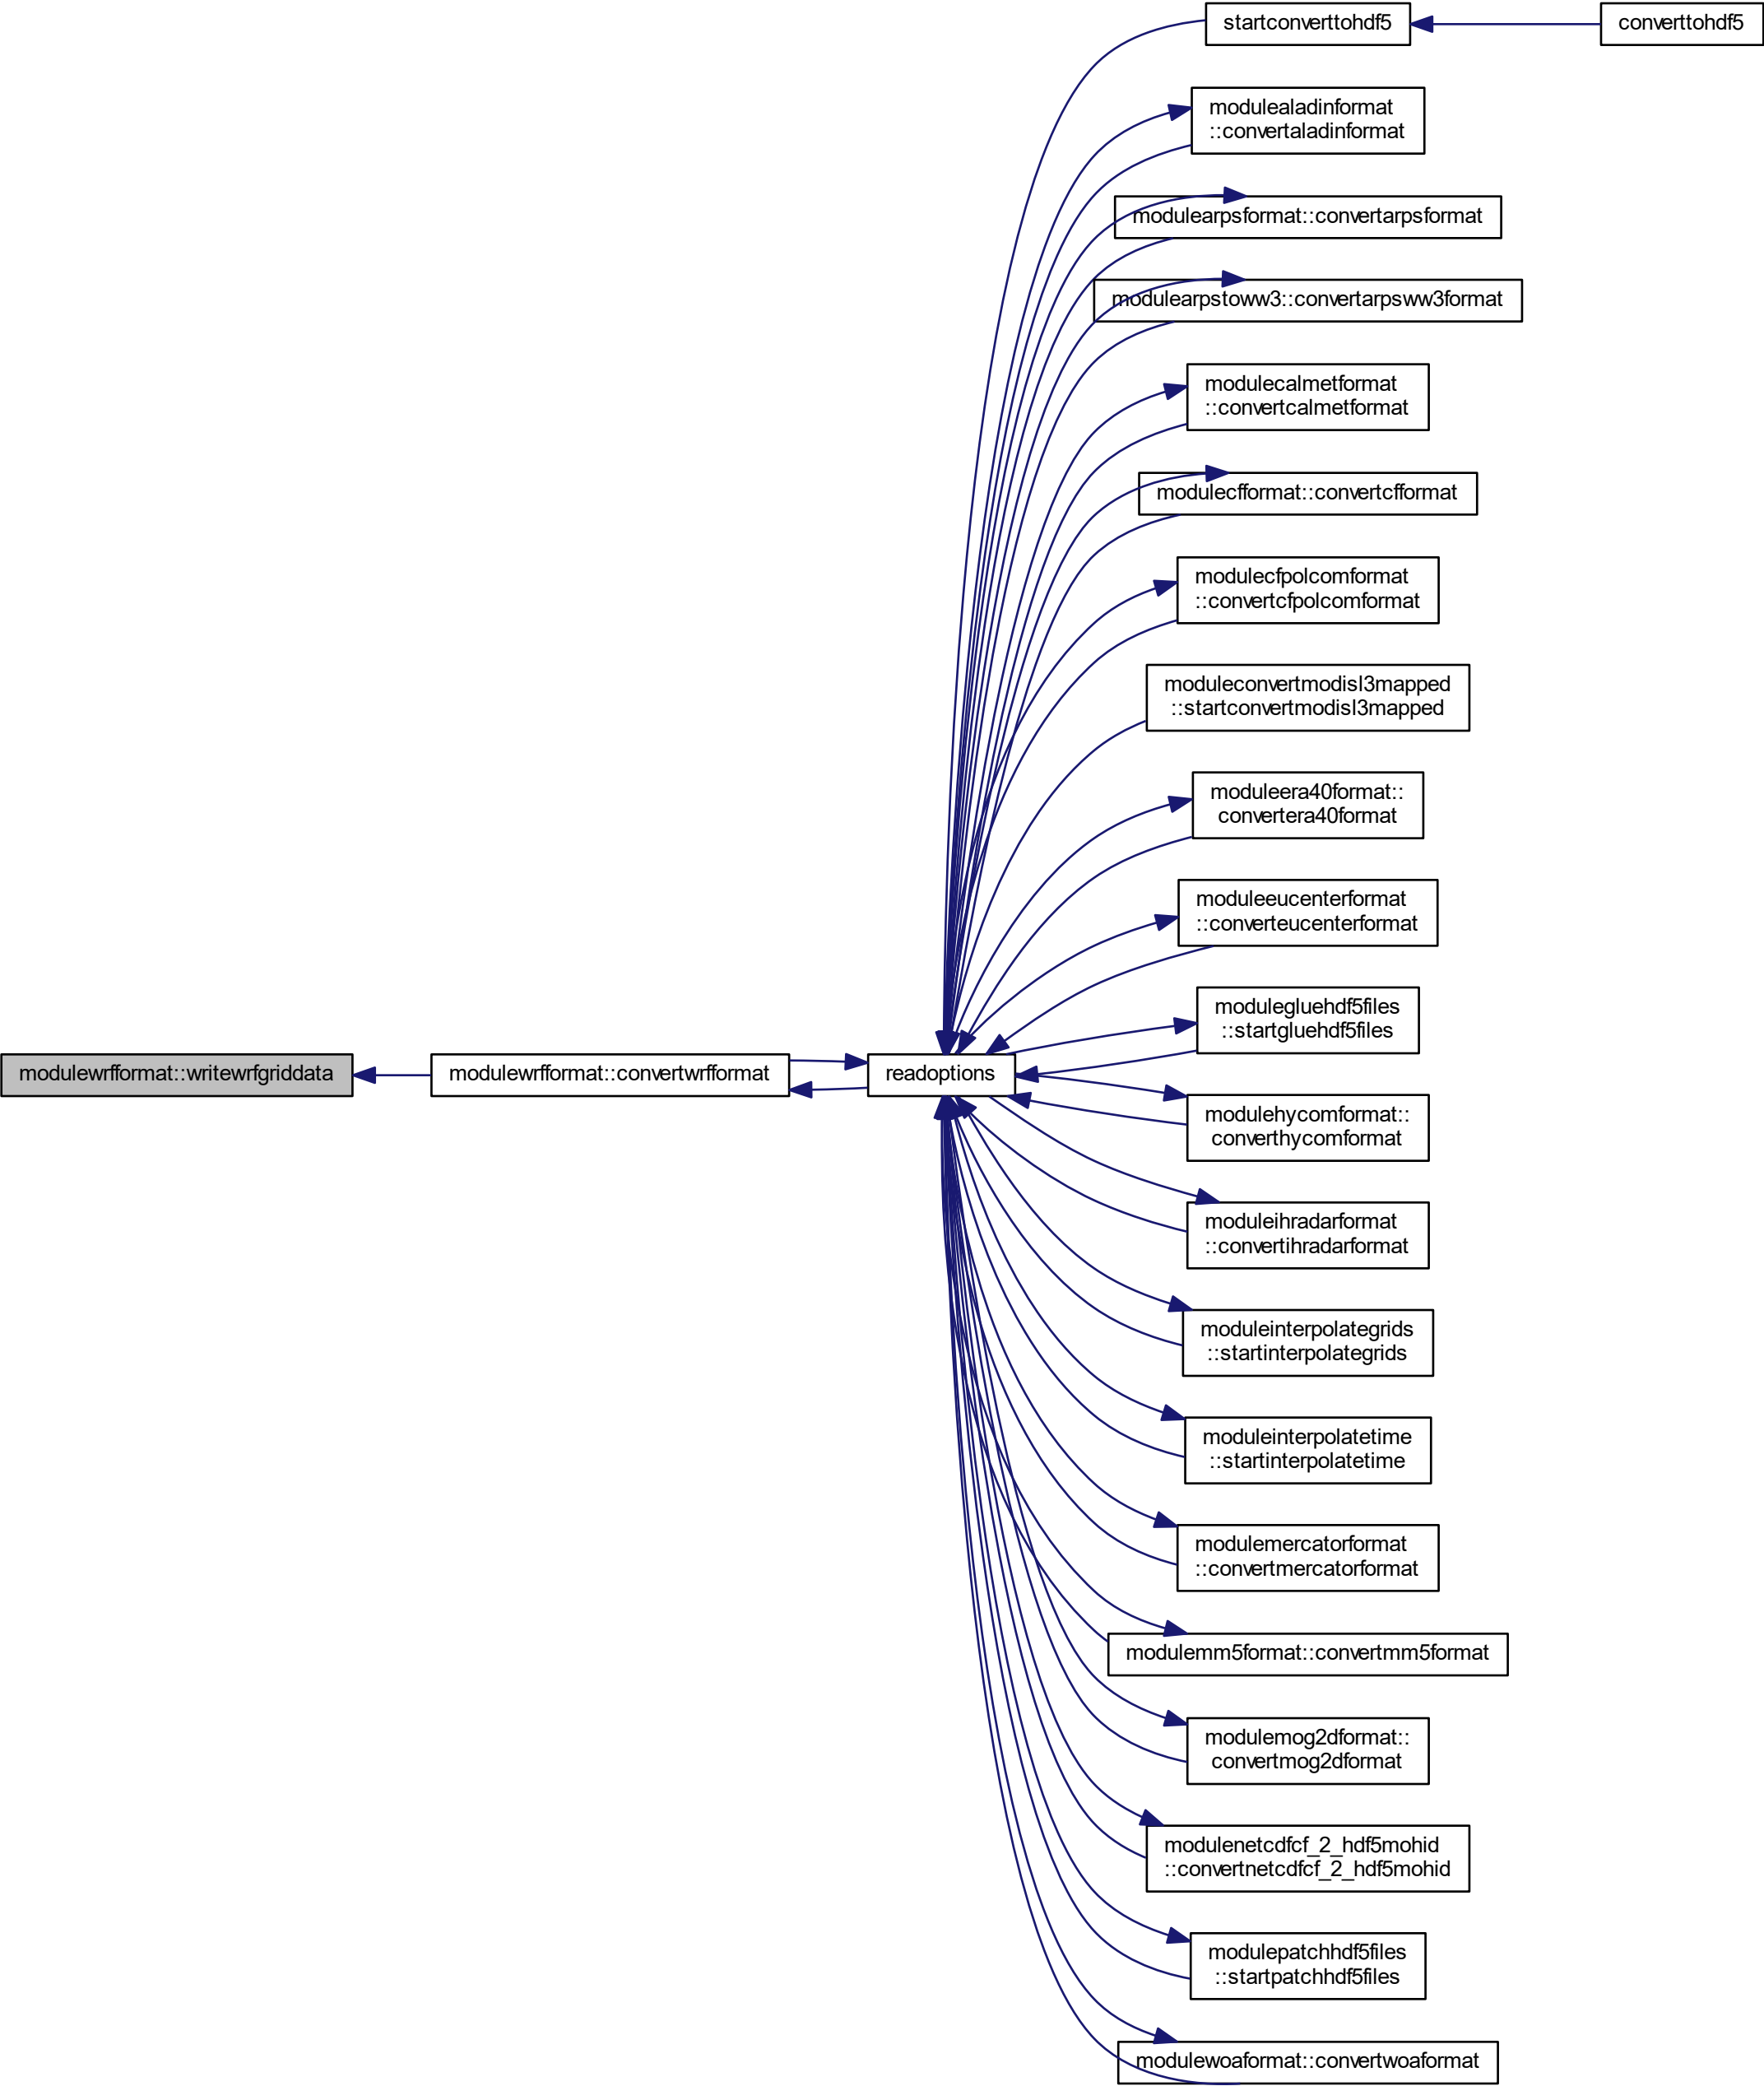 startconverttohdf5
converttohdf5
modulealadinformat
::convertaladinformat
modulearpsformat::convertarpsformat
modulearpstoww3::convertarpsww3format
modulecalmetformat
::convertcalmetformat
modulecfformat::convertcfformat
modulecfpolcomformat
::convertcfpolcomformat
moduleconvertmodisl3mapped
::startconvertmodisl3mapped
moduleera40format::
convertera40format
moduleeucenterformat
::converteucenterformat
modulegluehdf5files
::startgluehdf5files
modulewrfformat::writewrfgriddata
modulewrfformat::convertwrfformat
readoptions
modulehycomformat::
converthycomformat
moduleihradarformat
::convertihradarformat
moduleinterpolategrids
::startinterpolategrids
moduleinterpolatetime
::startinterpolatetime
modulemercatorformat
::convertmercatorformat
modulemm5format::convertmm5format
modulemog2dformat::
convertmog2dformat
modulenetcdfcf_2_hdf5mohid
::convertnetcdfcf_2_hdf5mohid
modulepatchhdf5files
::startpatchhdf5files
modulewoaformat::convertwoaformat